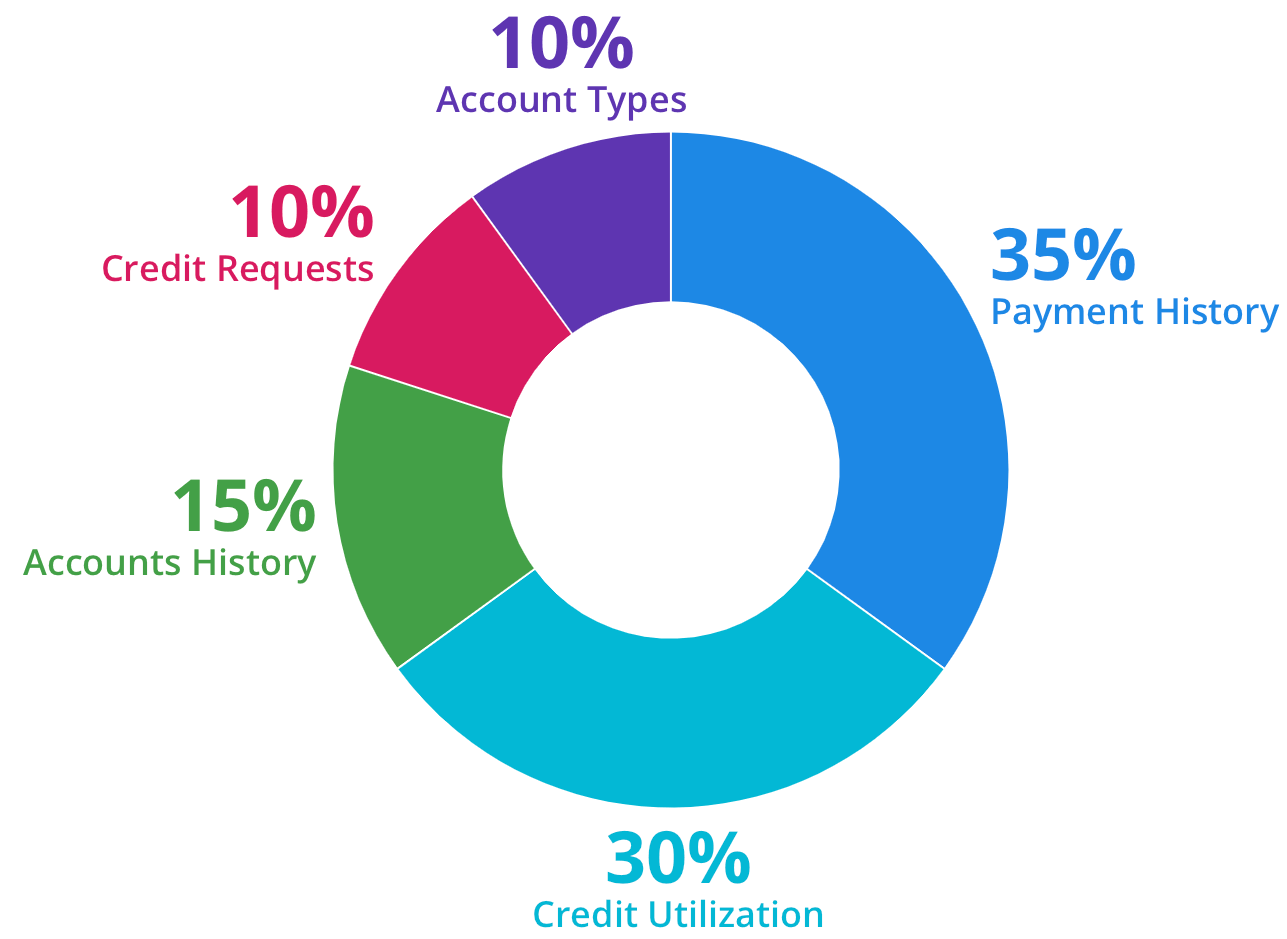 10%
Account Types
10%
Credit Requests
35%
Payment History
15%
Accounts History
30%
Credit Utilization